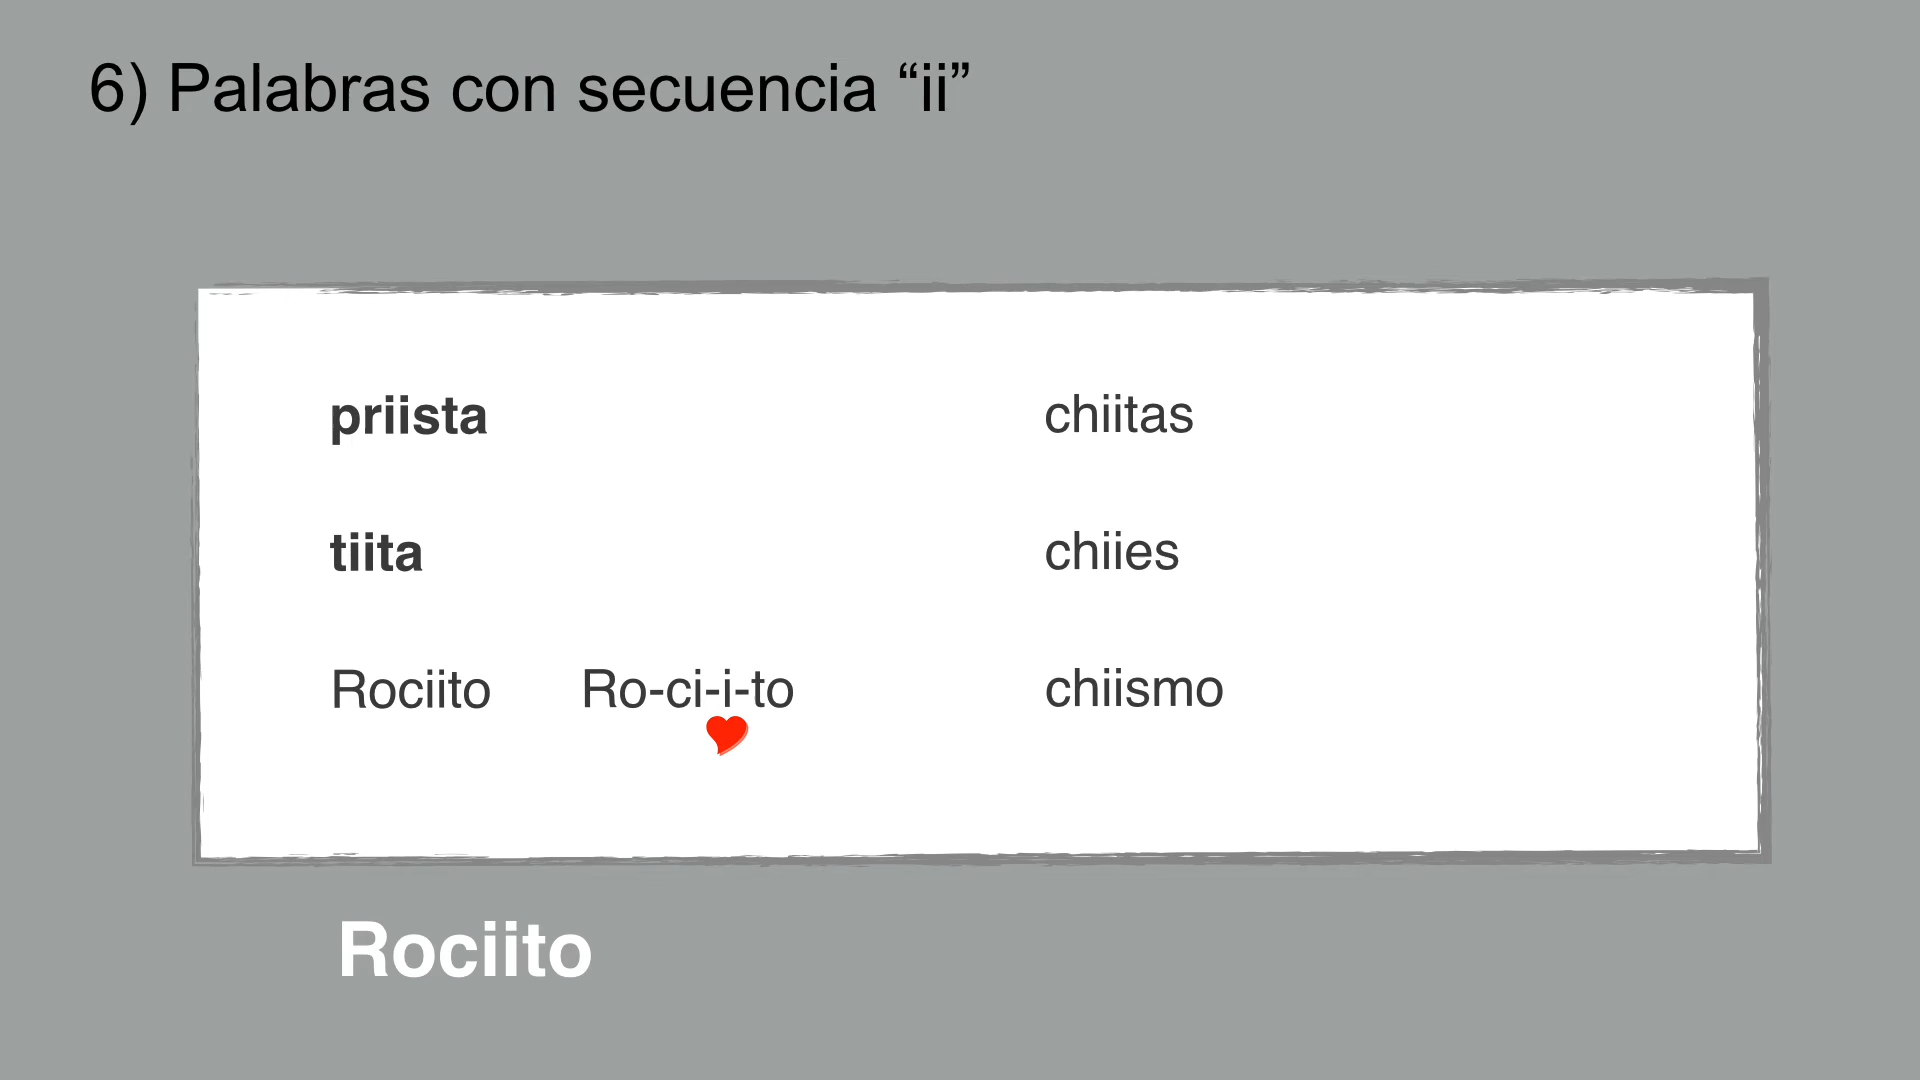 6) Palabras con secuencia “ii”
priista
chiitas
tiita
chiies
Rociito Ro-ci-i-to
chiismo
Rociito